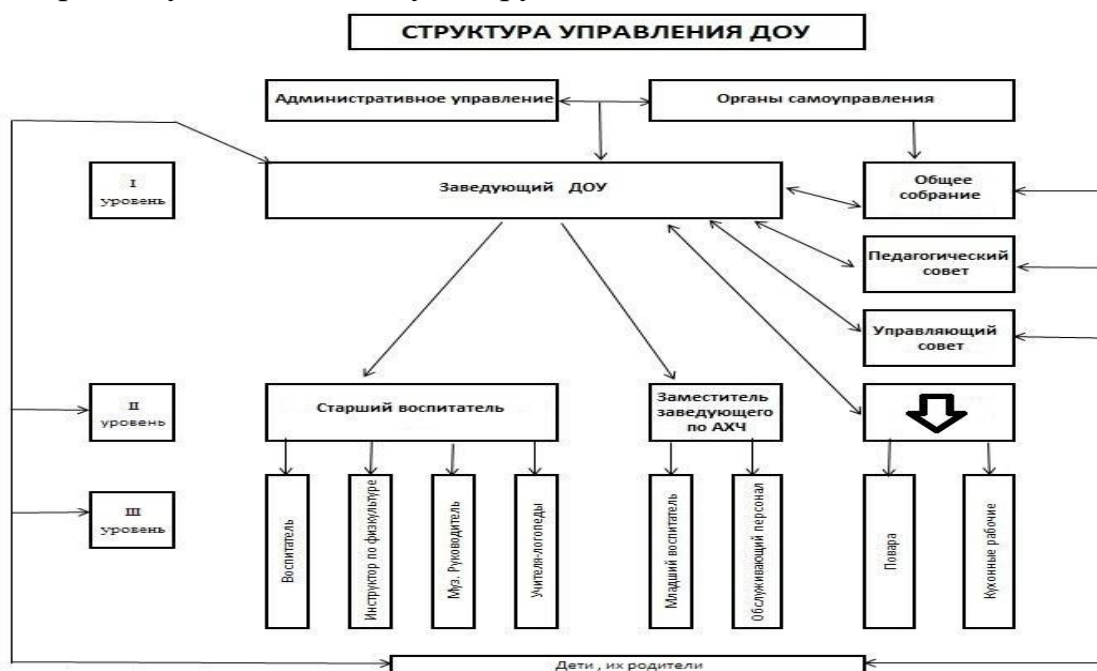 СТРУКТУРА УПРАВЛЕНИЯ ДОУ
Административное управление
Органы самоуправления
I
уровень
Заведующий ДОУ
Общее
собрание
Педагогический
совет
Управляющий
совет
II
уровень
Старший воспитатель
Заместитель
заведующего
по АХЧ
III
уровень
Воспитатель
Инструктор по физкультуре
Муз. Руководитель
Учителя-логопеды
Младший воспитатель
Обслуживающий персонал
Повара
Кухонные рабочие
Дети , их родители